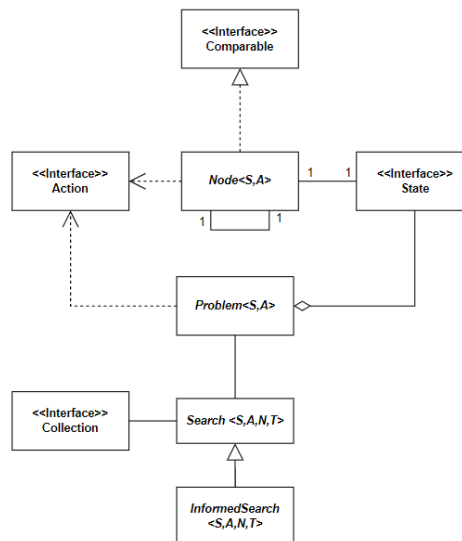 <<Interface>>
Comparable
<<Interface>>
Action
Node<S,A>
1
1
<<Interface>>
State
1
1
Problem<S,A>
<<Interface>>
Collection
Search <S,A,N,T>
InformedSearch
<S,A,N,T>